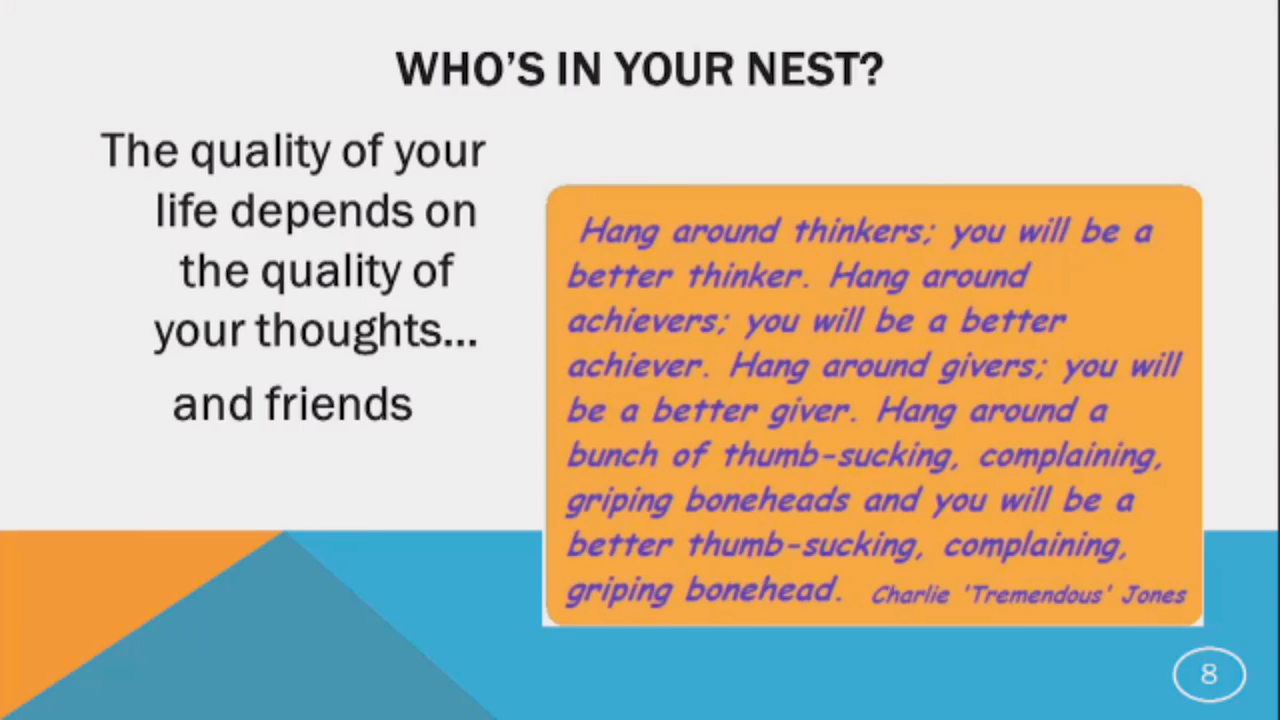 WHO’S IN YOUR NEST?
The quality of your
life depends on
the quality of
your thoughts…
and friends
Hang around thinkers; you will be a
better thinker. Hang around
achievers; you will be a better
achiever. Hang around givers; you will
be a better giver. Hang around a
bunch of thumb-sucking, complaining,
griping boneheads and you will be a
better thumb-sucking, complaining,
griping bonehead. Charlie 'Tremendous' Jones
8